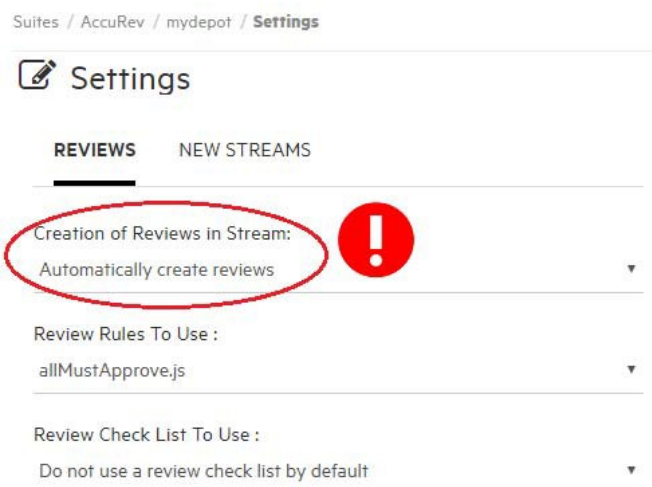 Suites / AccuRev / mydepot / Settings
Settings
REVIEWS NEW STREAMS
Creation of Reviews in Stream:
Automatically create reviews
Review Rules To Use :
allMustApprove.js
Review Check List To Use :
Do not use a review check list by default